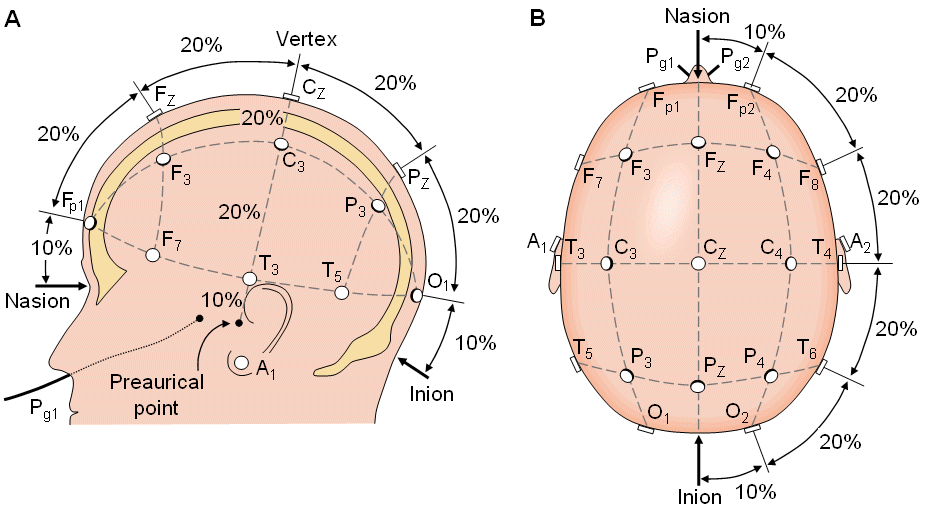 A
Vertex
20%
20%
FZ
CZ
20%
20%
20%
F3
C3
PZ
Fp1
P3
20%
20%
F7
10%
T3
T5
O1
Nasion
10%
10%
A1
Preaurical
point
Inion
Pg1
B
Nasion
10%
Pg1
Pg2
Fp1
Fp2
20%
F7
F3
FZ
F4
F8
20%
A1
T3
C3
CZ
C4
T4
A2
20%
T5
P3
PZ
P4
T6
O1
O2
20%
Inion
10%